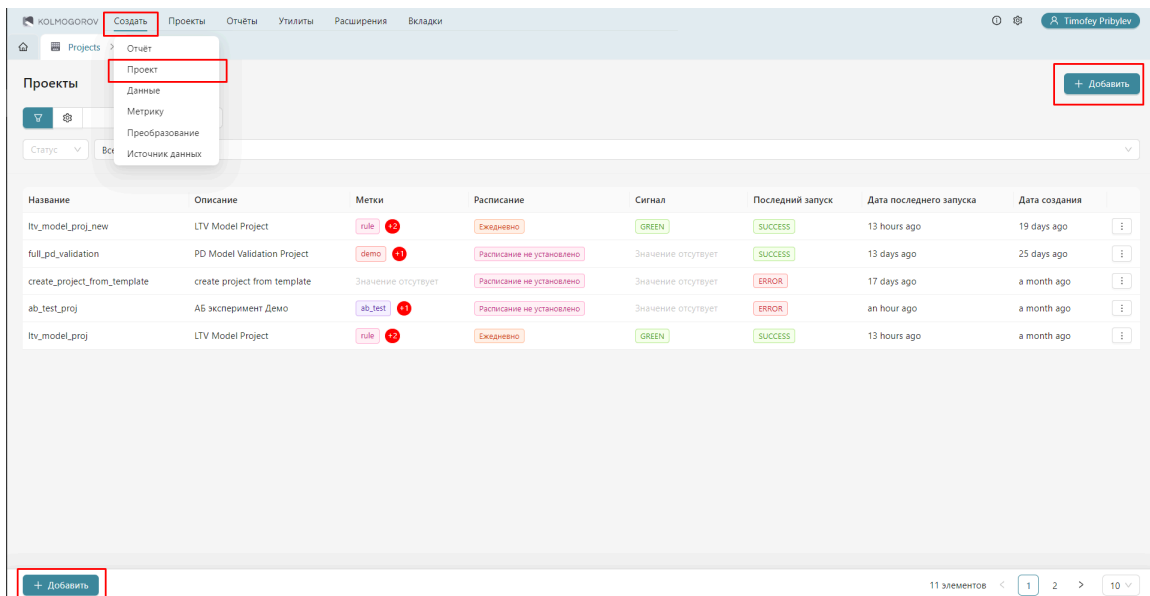 KOLMOGOROV Создать Проекты Отчёты Утилиты Расширения Вкладки Timofey Pribylev
Projects
Отчёт
Проект
Данные
Метрику
Преобразование
Источник данных
Проекты
+ Добавить
Статус
Название Описание Метки Расписание Сигнал Последний запуск Дата последнего запуска Дата создания
ltv_model_proj_new LTV Model Project rule +2 Ежедневно GREEN SUCCESS 13 hours ago 19 days ago
full_pd_validation PD Model Validation Project demo +1 Расписание не установлено Значение отсутвует SUCCESS 13 days ago 25 days ago
create_project_from_template create project from template Значение отсутвует Расписание не установлено Значение отсутвует ERROR 17 days ago a month ago
ab_test_proj АБ эксперимент Демо ab_test +1 Расписание не установлено Значение отсутвует ERROR an hour ago a month ago
ltv_model_proj LTV Model Project rule +2 Ежедневно GREEN SUCCESS 13 hours ago a month ago
+ Добавить 11 элементов < 1 2 > 10